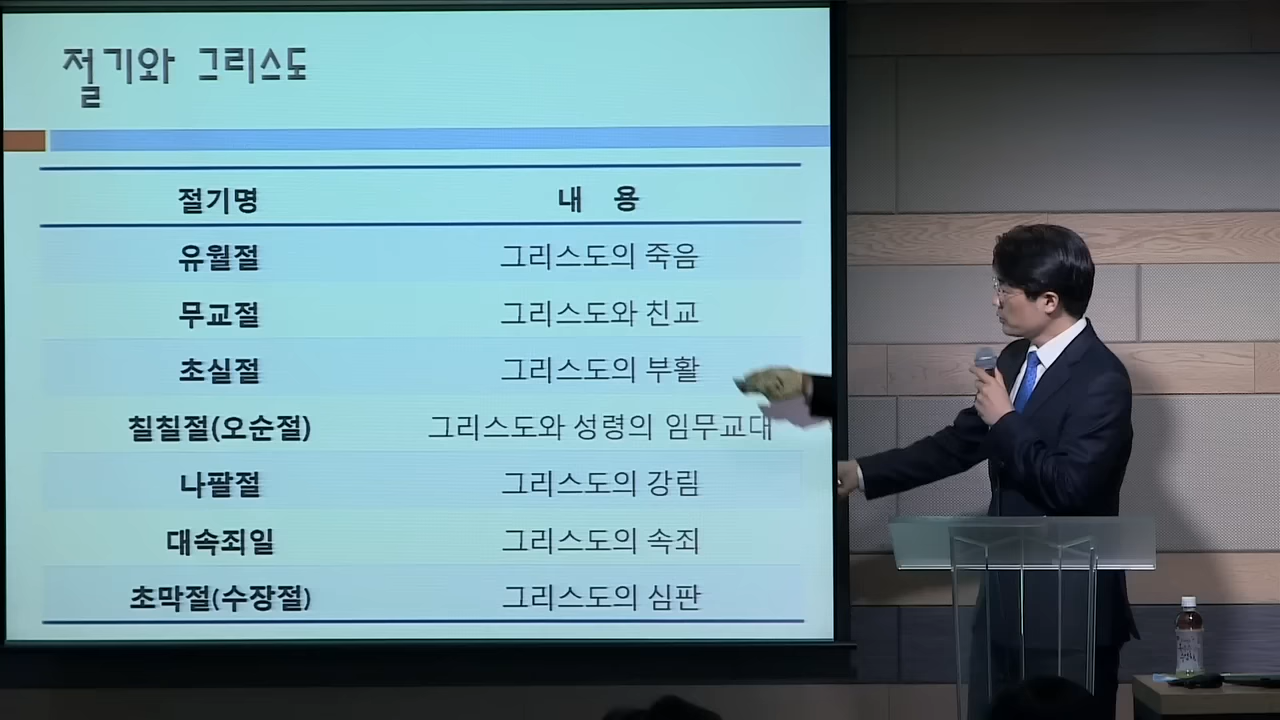 절기와 그리스도
절기명 내 용
유월절 그리스도의 죽음
무교절 그리스도와 친교
초실절 그리스도의 부활
칠칠절(오순절) 그리스도와 성령의 임무교대
나팔절 그리스도의 강림
대속죄일 그리스도의 속죄
초막절(수장절) 그리스도의 심판